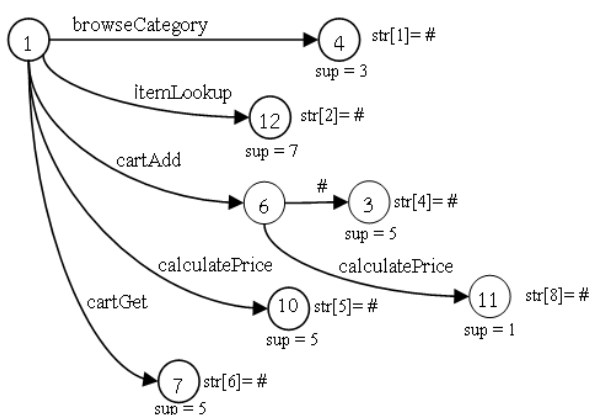 browseCategory
1
4
str[1]= #
sup = 3
itemLookup
12
str[2]= #
sup = 7
cartAdd
#
6
3
str[4]= #
sup = 5
calculatePrice
calculatePrice
cartGet
10
str[5]= #
sup = 5
11
str[8]= #
sup = 1
7
str[6]= #
sup = 5